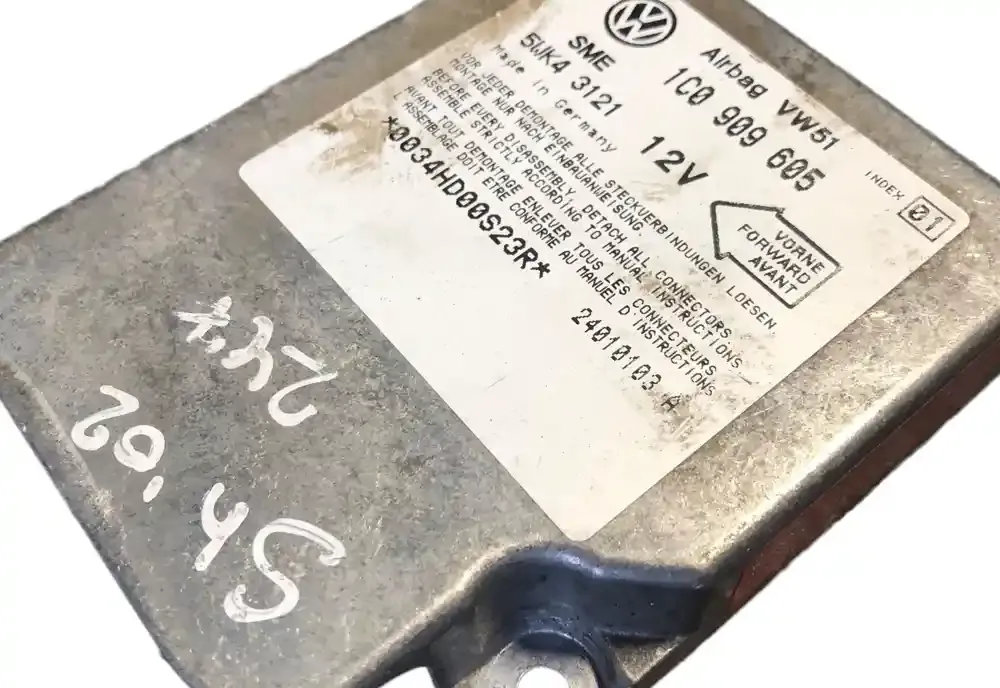 VW
Airbag VW51
SME
1C0 909 605
5WK4 3121
12V
INDEX 01
Made in Germany
VOR JEDER DEMONTAGE ALLE STECKVERBINDUNGEN LOESEN
MONTAGE NUR NACH EINBAUANWEISUNG.
BEFORE EVERY DISASSEMBLY, DETACH ALL CONNECTORS
ASSEMBLE STRICTLY ACCORDING TO MANUAL INSTRUCTIONS
AVANT TOUT DEMONTAGE ENLEVER TOUS LES CONNECTEURS
L'ASSEMBLAGE DOIT ETRE CONFORME AU MANUEL D'INSTRUCTIONS
VORNE
FORWARD
AVANT
*0034HD00S23R*
24010103 A